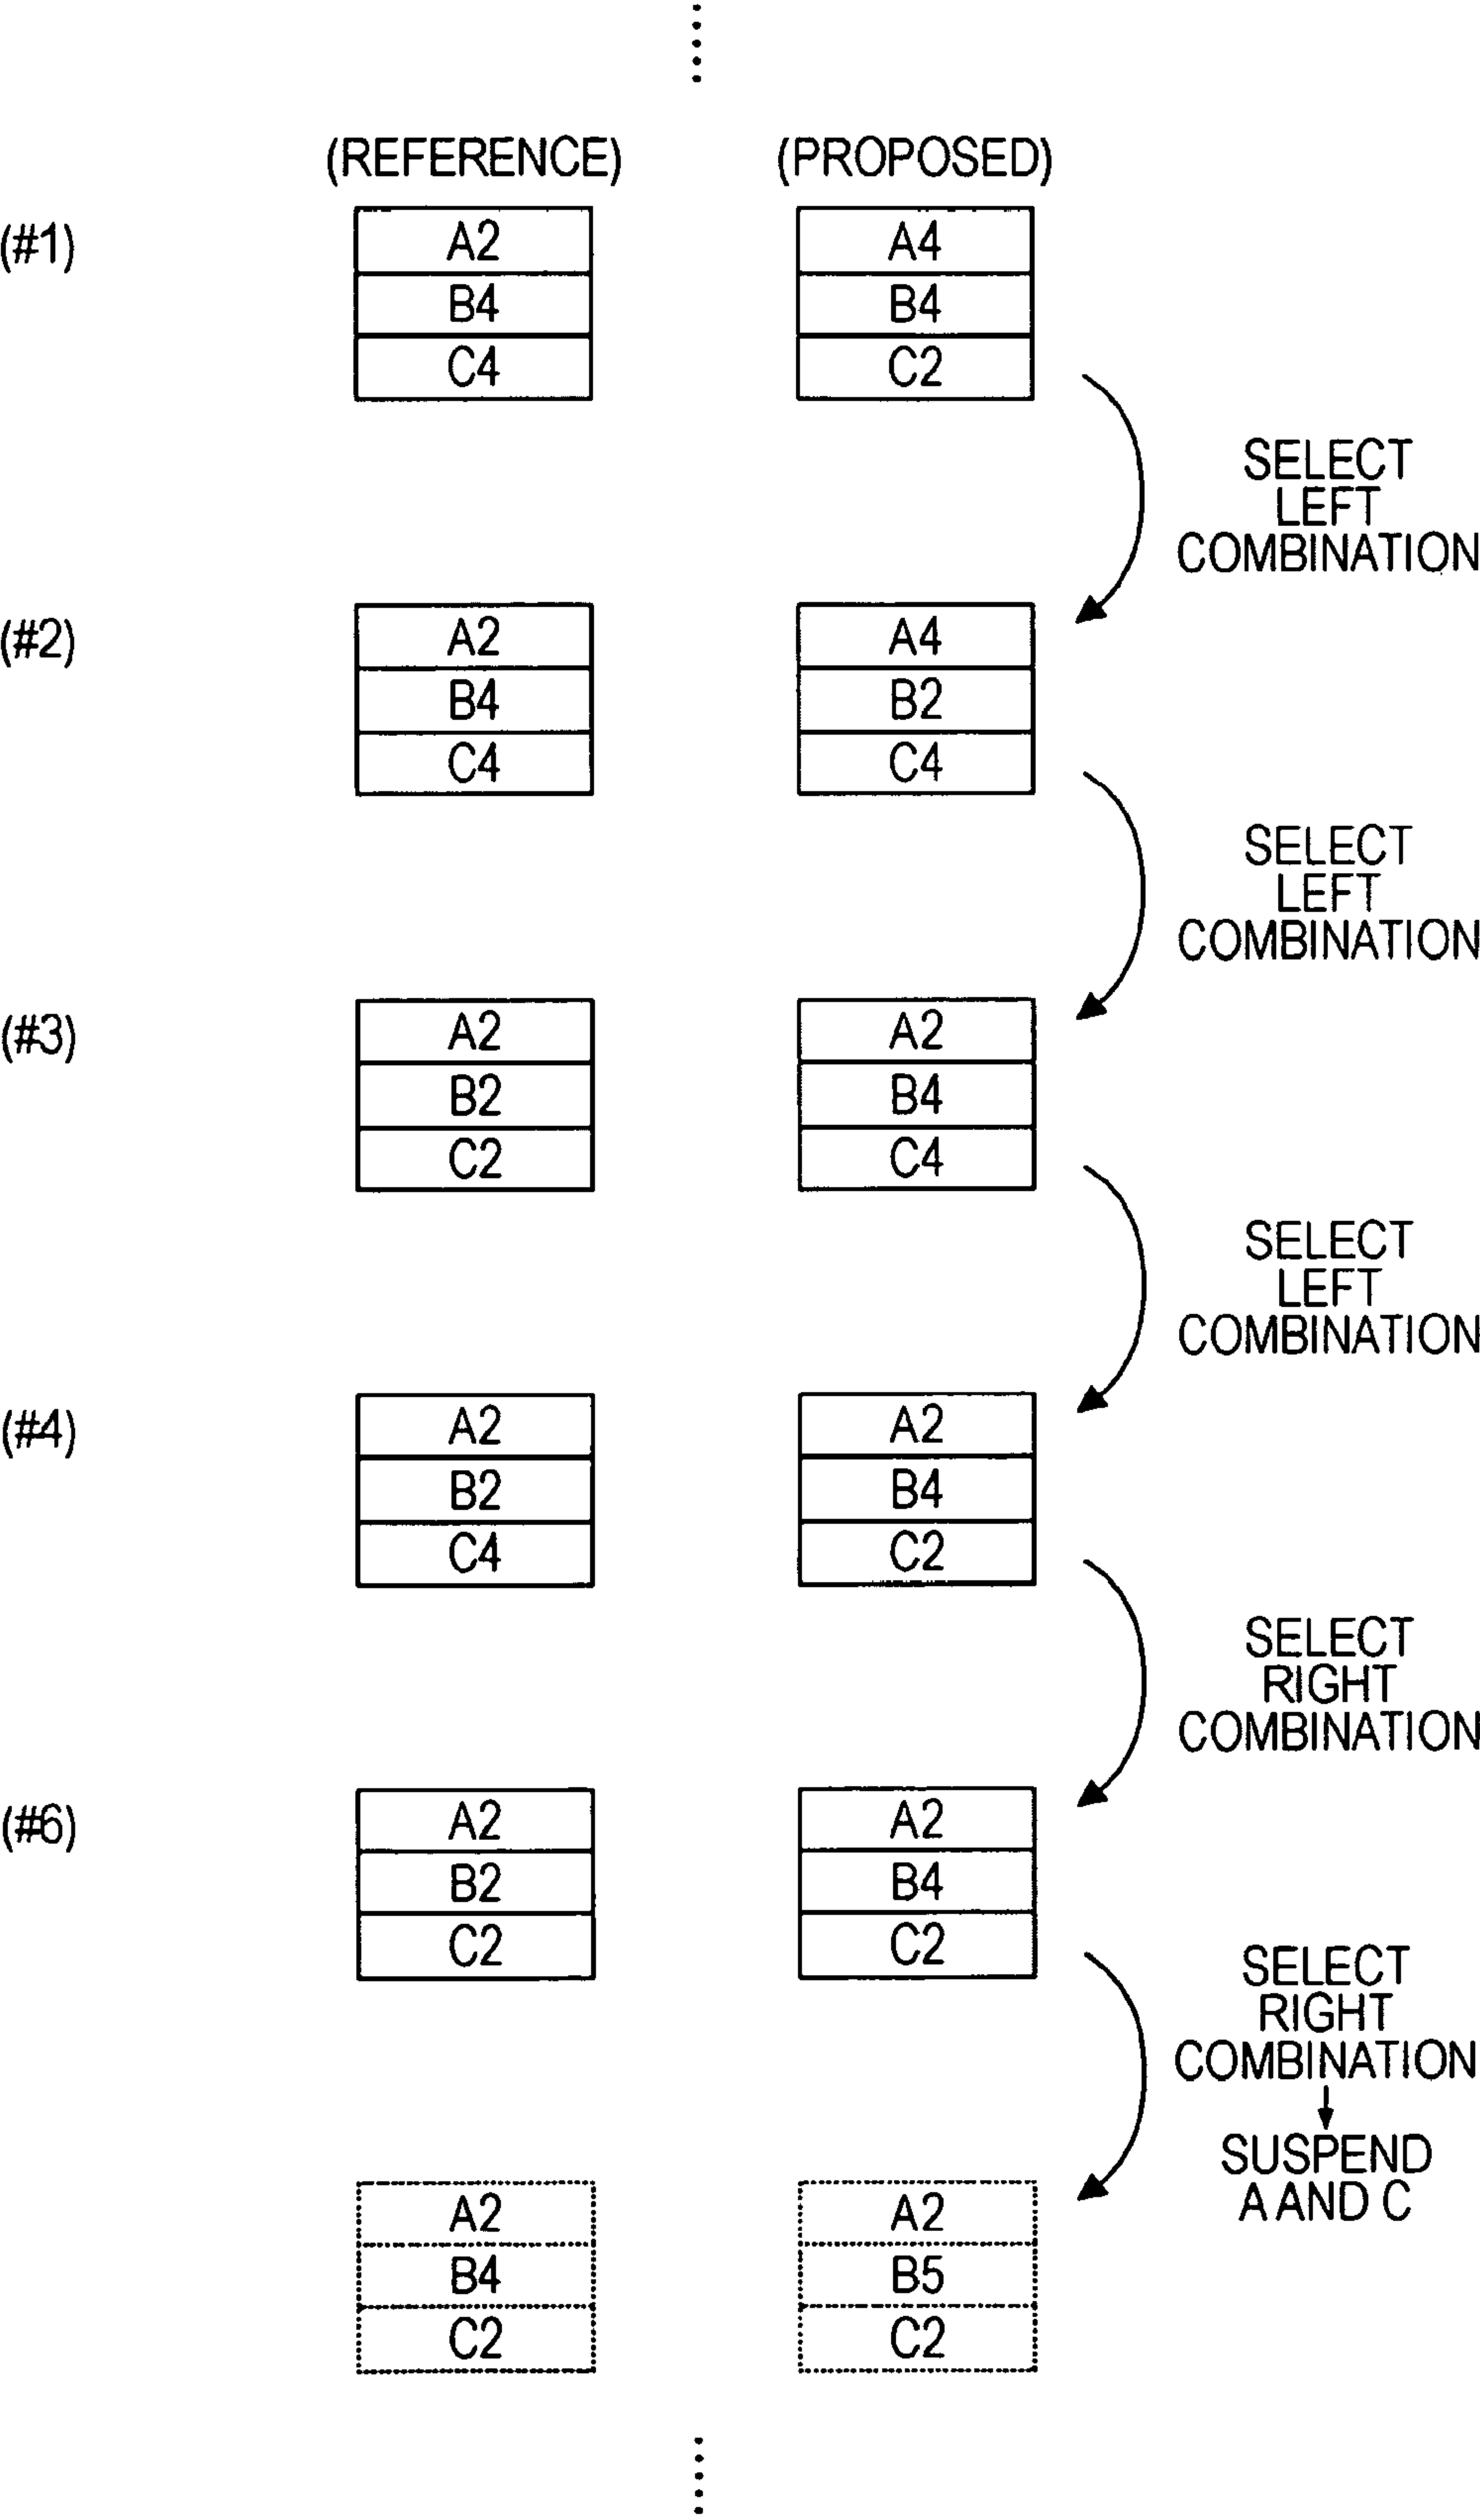 (REFERENCE) (PROPOSED)
(#1) A2 A4
B4 B4
C4 C2
SELECT
LEFT
COMBINATION
(#2) A2 A4
B4 B2
C4 C4
SELECT
LEFT
COMBINATION
(#3) A2 A2
B2 B4
C2 C4
SELECT
LEFT
COMBINATION
(#4) A2 A2
B2 B4
C4 C2
SELECT
RIGHT
COMBINATION
(#6) A2 A2
B2 B4
C2 C2
SELECT
RIGHT
COMBINATION
SUSPEND
A AND C
A2 A2
B4 B5
C2 C2